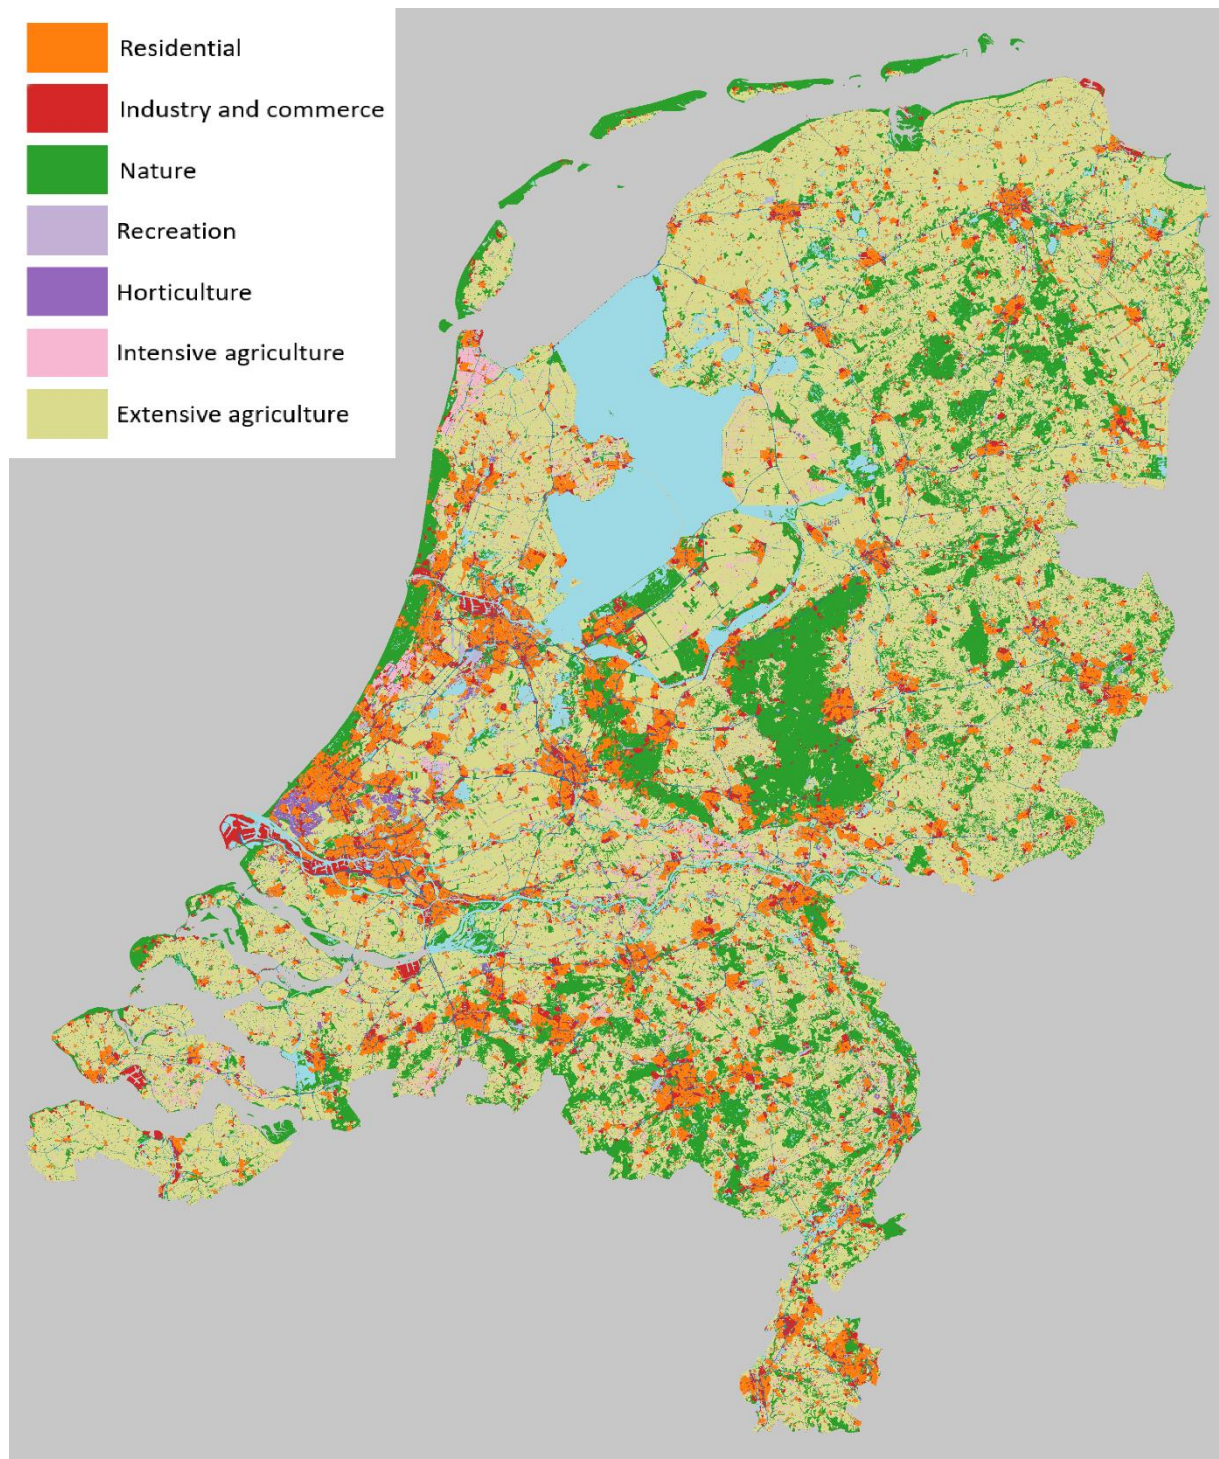 Residential
Industry and commerce
Nature
Recreation
Horticulture
Intensive agriculture
Extensive agriculture